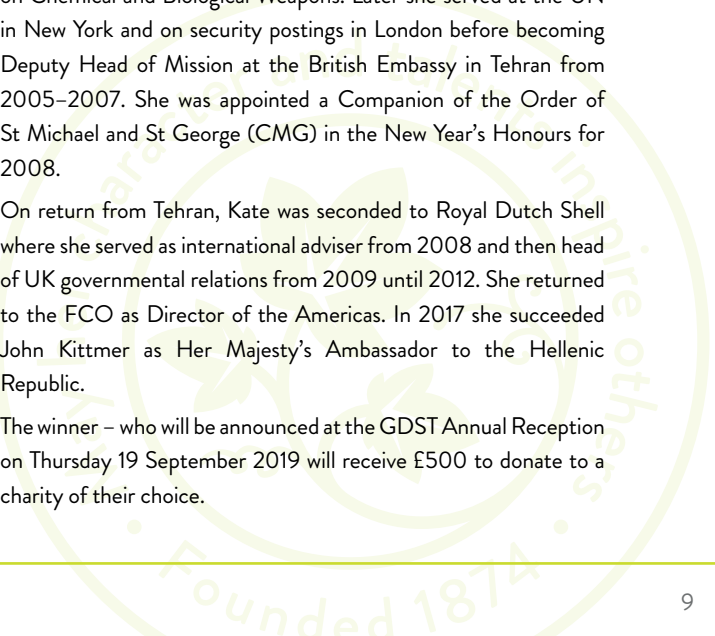 on Chemical and Biological Weapons. Later she served at the UN
in New York and on security postings in London before becoming
Deputy Head of Mission at the British Embassy in Tehran from
2005–2007. She was appointed a Companion of the Order of
St Michael and St George (CMG) in the New Year's Honours for
2008.
On return from Tehran, Kate was seconded to Royal Dutch Shell
where she served as international adviser from 2008 and then head
of UK governmental relations from 2009 until 2012. She returned
to the FCO as Director of the Americas. In 2017 she succeeded
John Kittmer as Her Majesty's Ambassador to the Hellenic
Republic.
The winner – who will be announced at the GDST Annual Reception
on Thursday 19 September 2019 will receive £500 to donate to a
charity of their choice.
9
character and talents inspire others
• Founded 1874 •